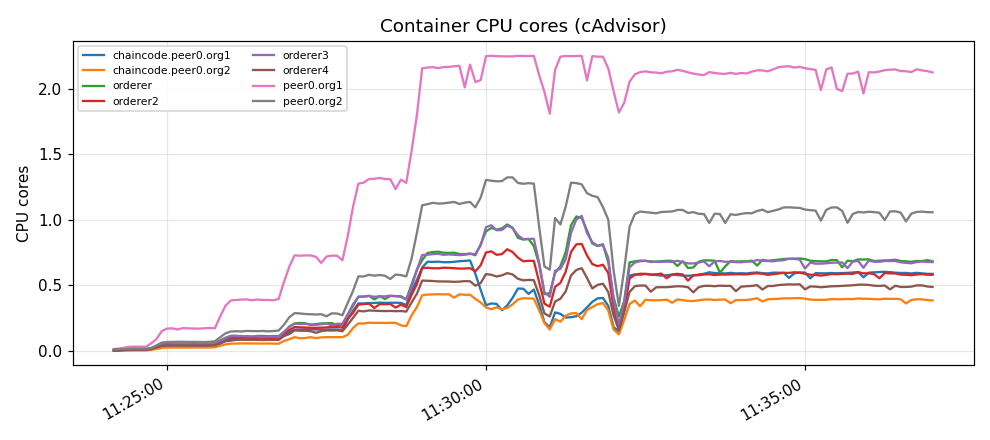 Container CPU cores (cAdvisor)
chaincode.peer0.org1
chaincode.peer0.org2
orderer
orderer2
orderer3
orderer4
peer0.org1
peer0.org2
CPU cores
2.0
1.5
1.0
0.5
0.0
11:25:00
11:30:00
11:35:00